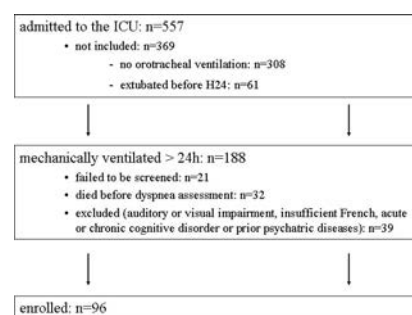 admitted to the ICU: n=557
• not included: n=369
- no orotracheal ventilation: n=308
- extubated before H24: n=61
mechanically ventilated > 24h: n=188
• failed to be screened: n=21
• died before dyspnea assessment: n=32
• excluded (auditory or visual impairment, insufficient French, acute
or chronic cognitive disorder or prior psychatric diseases): n=39
enrolled: n=96